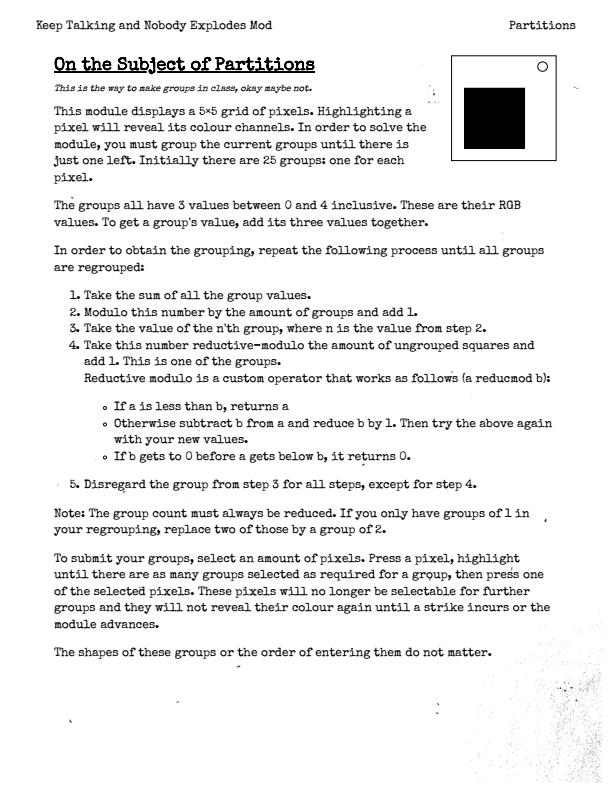 Keep Talking and Nobody Explodes Mod
Partitions
On the Subject of Partitions
This is the way to make groups in class, okay maybe not.
This module displays a 5×5 grid of pixels. Highlighting a
pixel will reveal its colour channels. In order to solve the
module, you must group the current groups until there is
just one left. Initially there are 25 groups: one for each
pixel.
The groups all have 3 values between 0 and 4 inclusive. These are their RGB
values. To get a group's value, add its three values together.
In order to obtain the grouping, repeat the following process until all groups
are regrouped:
1. Take the sum of all the group values.
2. Modulo this number by the amount of groups and add 1.
3. Take the value of the n'th group, where n is the value from step 2.
4. Take this number reductive-modulo the amount of ungrouped squares and
add 1. This is one of the groups.
Reductive modulo is a custom operator that works as follows (a reducmod b):
If a is less than b, returns a
Otherwise subtract b from a and reduce b by 1. Then try the above again
with your new values.
If b gets to 0 before a gets below b, it returns 0.
5. Disregard the group from step 3 for all steps, except for step 4.
Note: The group count must always be reduced. If you only have groups of 1 in
your regrouping, replace two of those by a group of 2.
To submit your groups, select an amount of pixels. Press a pixel, highlight
until there are as many groups selected as required for a group, then press one
of the selected pixels. These pixels will no longer be selectable for further
groups and they will not reveal their colour again until a strike incurs or the
module advances.
The shapes of these groups or the order of entering them do not matter.